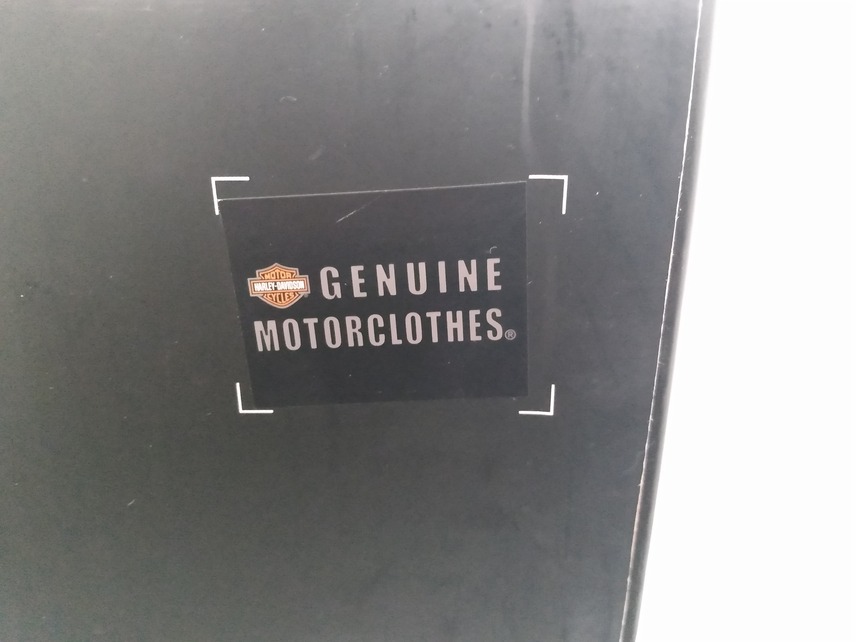 MOTOR
HARLEY-DAVIDSON
CYCLES
GENUINE
MOTORCLOTHES®